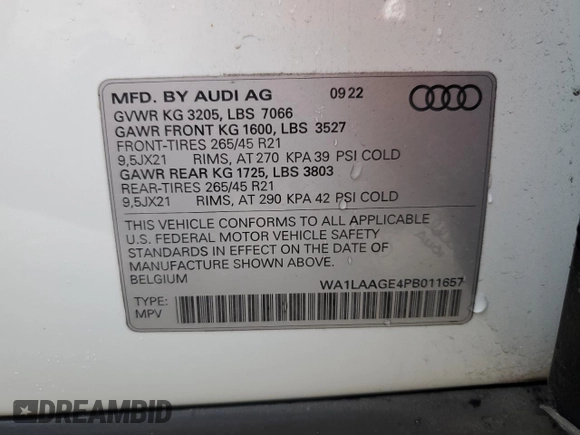 MFD. BY AUDI AG 09 22
GVWR KG 3205, LBS 7066
GAWR FRONT KG 1600, LBS 3527
FRONT-TIRES 265/45 R21
9,5JX21 RIMS, AT 270 KPA 39 PSI COLD
GAWR REAR KG 1725, LBS 3803
REAR-TIRES 265/45 R21
9,5JX21 RIMS, AT 290 KPA 42 PSI COLD
THIS VEHICLE CONFORMS TO ALL APPLICABLE
U.S. FEDERAL MOTOR VEHICLE SAFETY
STANDARDS IN EFFECT ON THE DATE OF
MANUFACTURE SHOWN ABOVE.
BELGIUM WA1LAAGE4PB011657
TYPE:
MPV
DREAMBID